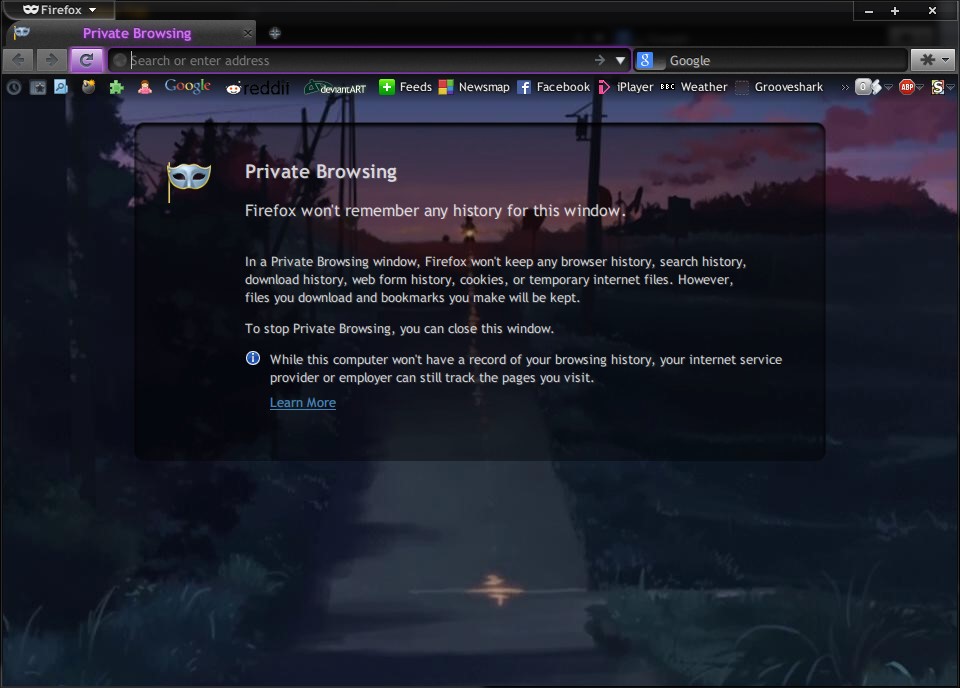 Firefox
Private Browsing
Search or enter address
8 Google
Google reddit deviantART Feeds Newsmap Facebook iPlayer BBC Weather Grooveshark 0 ABP S
Private Browsing
Firefox won't remember any history for this window.
In a Private Browsing window, Firefox won't keep any browser history, search history,
download history, web form history, cookies, or temporary internet files. However,
files you download and bookmarks you make will be kept.
To stop Private Browsing, you can close this window.
While this computer won't have a record of your browsing history, your internet service
provider or employer can still track the pages you visit.
Learn More